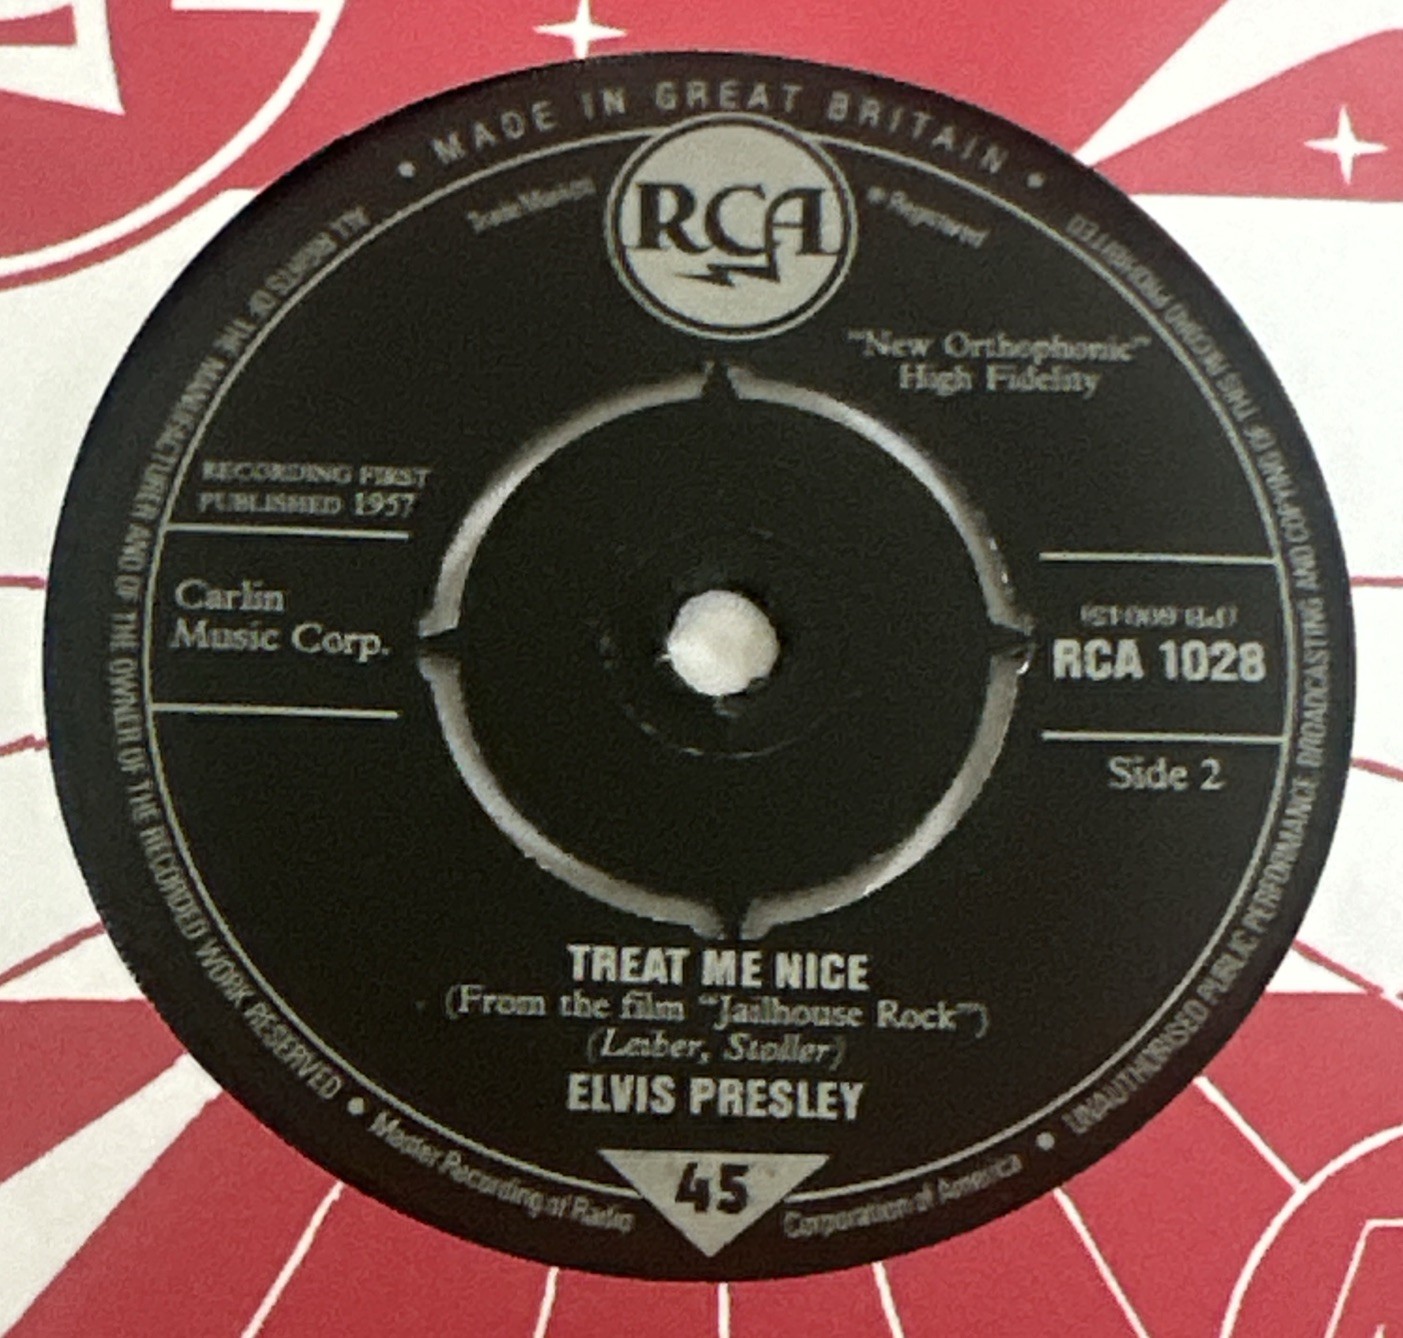 • MADE IN GREAT BRITAIN •
Trade Marks
RCA
® Registered
"New Orthophonic"
High Fidelity
RECORDING FIRST
PUBLISHED 1957
Carlin
Music Corp.
RCA 1028
Side 2
TREAT ME NICE
(From the film "Jailhouse Rock")
(Leiber, Stoller)
ELVIS PRESLEY
45
ALL RIGHTS OF THE MANUFACTURER AND OF THE OWNER OF THE RECORDED WORK RESERVED •
Master Recording of Radio Corporation of America •
UNAUTHORISED PUBLIC PERFORMANCE BROADCASTING AND COPYING OF THIS RECORD PROHIBITED